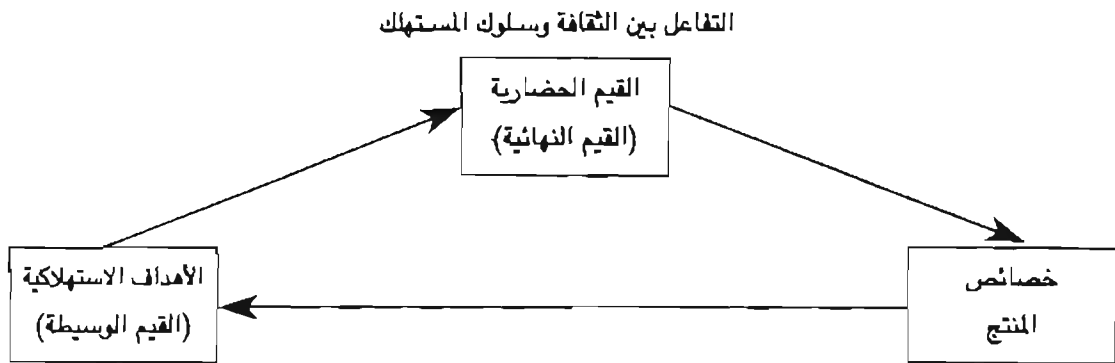 التفاعل بين الثقافة وسلوك المستهلك
القيم الحضارية
(القيم النهائية)
خصائص
المنتج
الأهداف الاستهلاكية
(القيم الوسيطة)